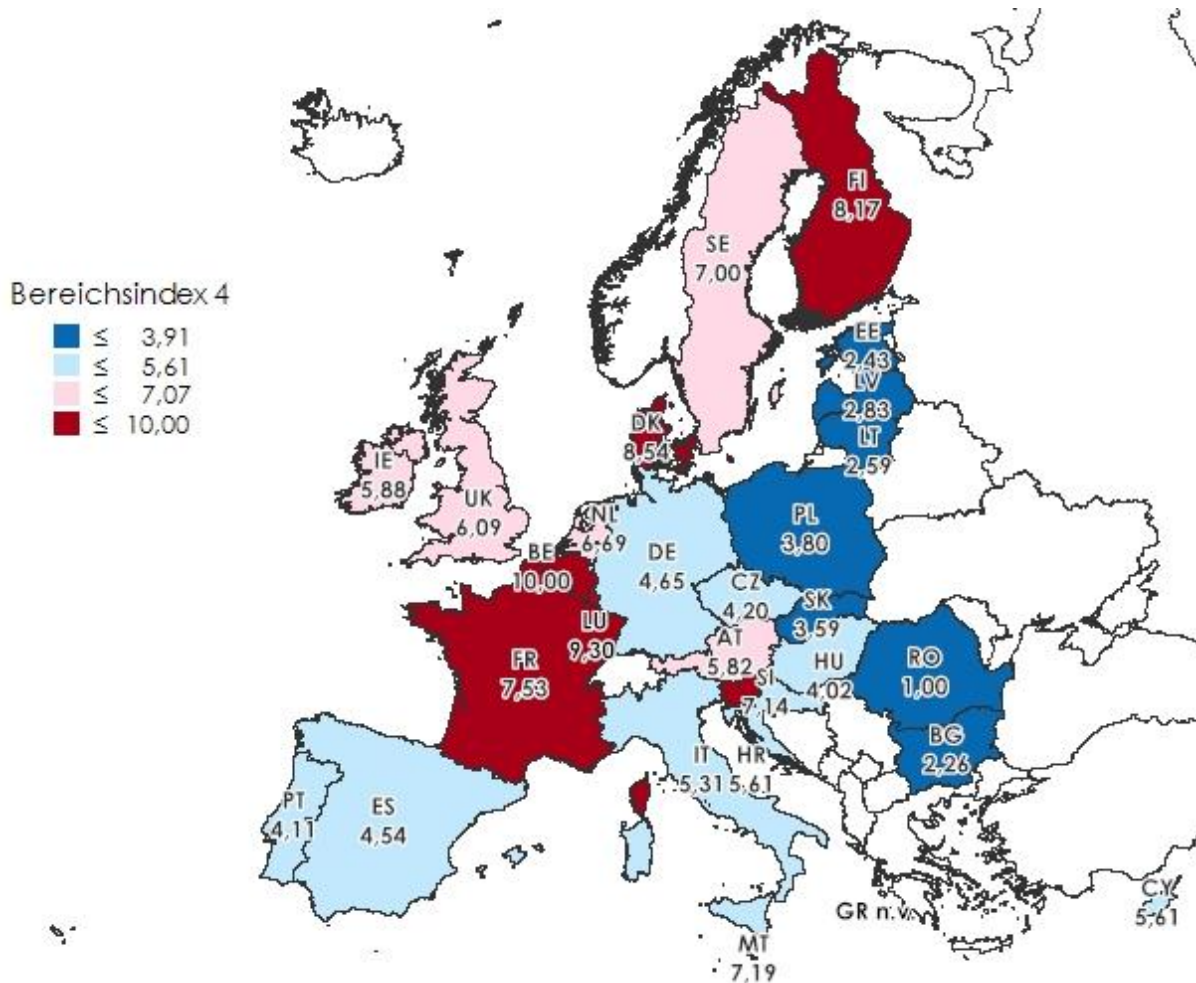 Bereichsindex 4
≤ 3,91
≤ 5,61
≤ 7,07
≤ 10,00
FI
8,17
SE
7,00
EE
2,43
LV
2,83
LT
2,59
DK
8,54
IE
5,88
UK
6,09
NL
6,69
BE
10,00
DE
4,65
PL
3,80
CZ
4,20
SK
3,59
LU
9,30
AT
5,82
FR
7,53
HU
4,02
SI
7,14
RO
1,00
BG
2,26
IT
5,31
HR
5,61
PT
4,11
ES
4,54
GR n.v.
CY
5,61
MT
7,19